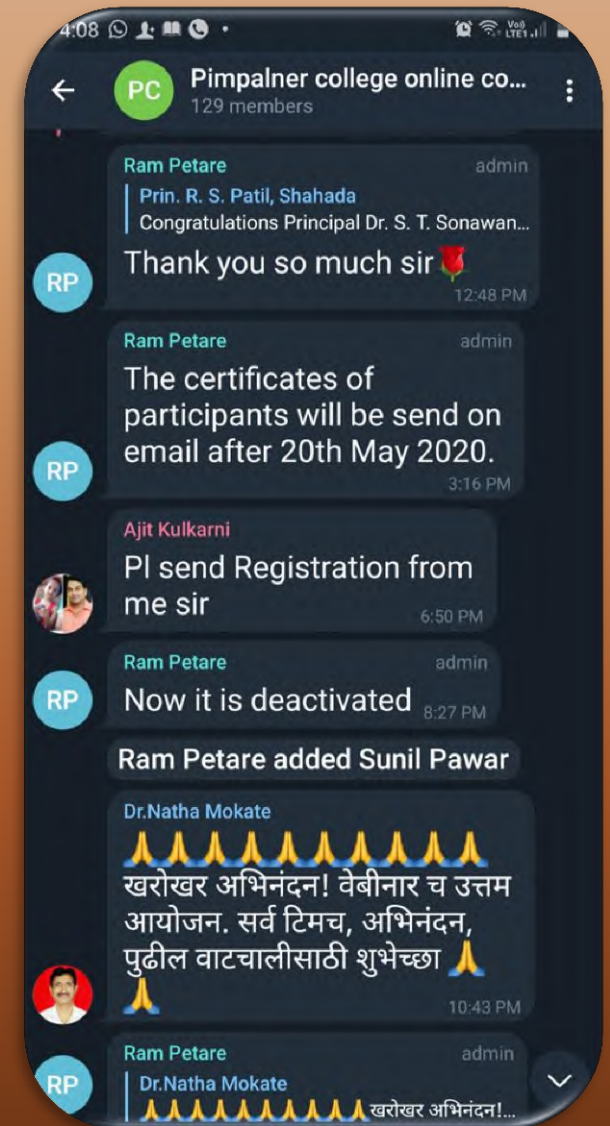 4:08
Vo))
LTE1
PC
Pimpalner college online co...
129 members
Ram Petare admin
Prin. R. S. Patil, Shahada
Congratulations Principal Dr. S. T. Sonawan...
Thank you so much sir🌹
RP
12:48 PM
Ram Petare admin
The certificates of
participants will be send on
email after 20th May 2020.
RP
3:16 PM
Ajit Kulkarni
Pl send Registration from
me sir
6:50 PM
Ram Petare admin
RP
Now it is deactivated 8:27 PM
Ram Petare added Sunil Pawar
Dr.Natha Mokate
🙏🙏🙏🙏🙏🙏🙏🙏🙏🙏
खरोखर अभिनंदन! वेबीनार च उत्तम
आयोजन. सर्व टिमच, अभिनंदन,
पुढील वाटचालीसाठी शुभेच्छा 🙏
🙏
10:43 PM
Ram Petare admin
RP
Dr.Natha Mokate
🙏🙏🙏🙏🙏🙏🙏🙏🙏🙏खरोखर अभिनंदन!...